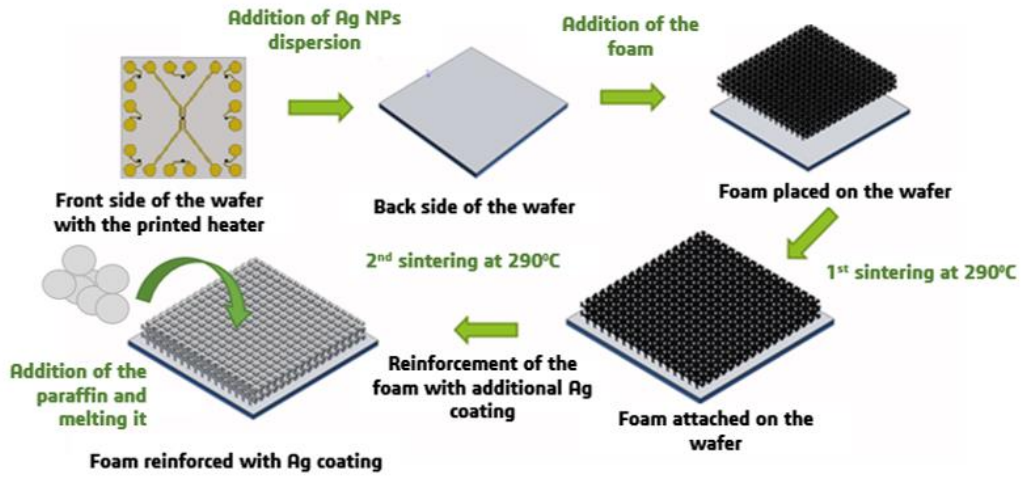 Addition of Ag NPs
dispersion
Addition of the
foam
Front side of the wafer
with the printed heater
Back side of the wafer
Foam placed on the wafer
1st sintering at 290⁰C
2nd sintering at 290⁰C
Reinforcement of the
foam with additional Ag
coating
Foam attached on the
wafer
Addition of the
paraffin and
melting it
Foam reinforced with Ag coating